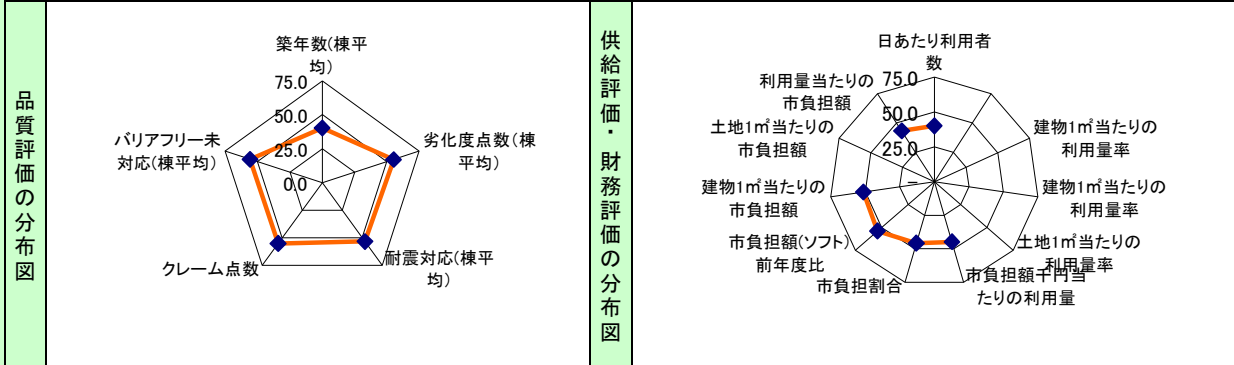 品質評価の分布図
築年数(棟平
均)
75.0
50.0
25.0
0.0
劣化度点数(棟
平均)
耐震対応(棟平
均)
クレーム点数
バリアフリー未
対応(棟平均)
供給評価・財務評価の分布図
日あたり利用者
数
75.0
50.0
25.0
－
建物1㎡当たりの
利用量率
建物1㎡当たりの
利用量率
土地1㎡当たりの
利用量率
市負担額千円当
たりの利用量
市負担割合
市負担額(ソフト)
前年度比
建物1㎡当たりの
市負担額
土地1㎡当たりの
市負担額
利用量当たりの
市負担額